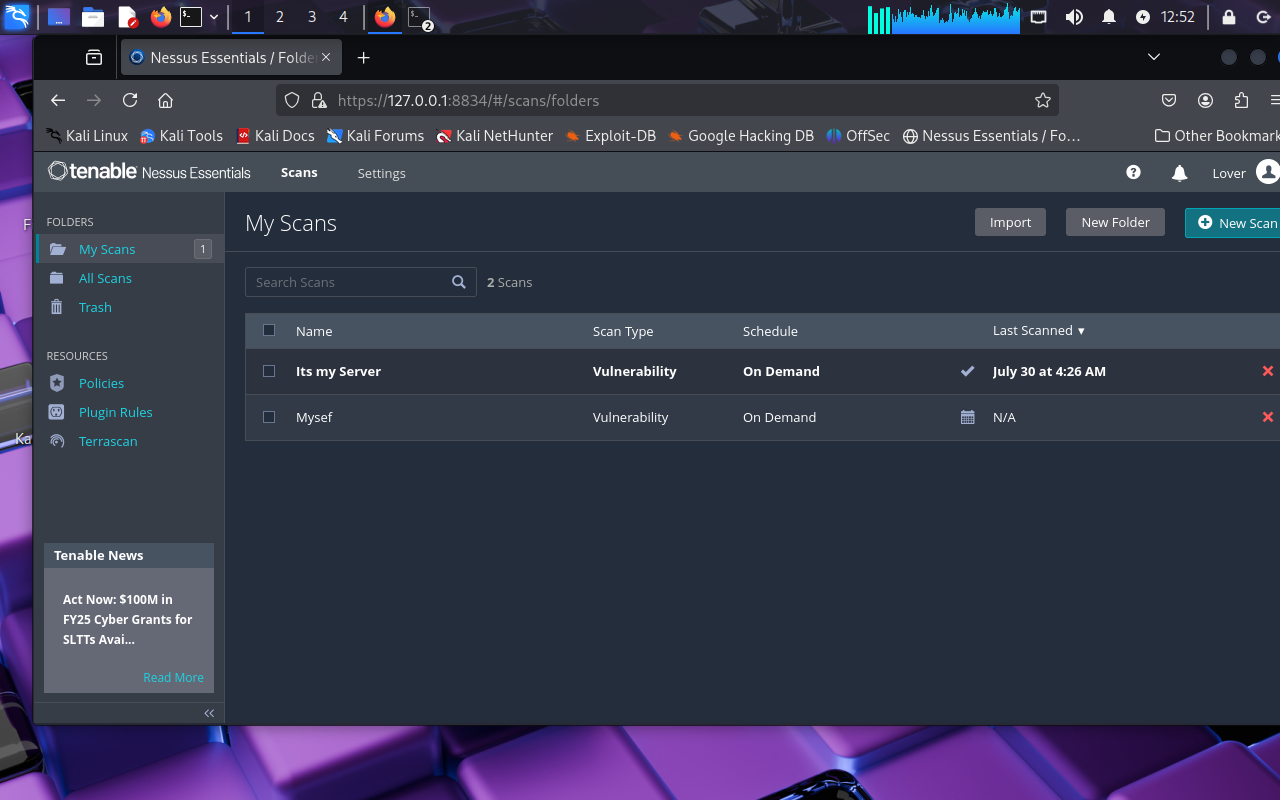 1 2 3 4 2 12:52
Nessus Essentials / Folde
https://127.0.0.1:8834/#/scans/folders
Kali Linux Kali Tools Kali Docs Kali Forums Kali NetHunter Exploit-DB Google Hacking DB OffSec Nessus Essentials / Fo… Other Bookmark
tenable Nessus Essentials Scans Settings ? Lover
FOLDERS
My Scans 1
All Scans
Trash
RESOURCES
Policies
Plugin Rules
Terrascan
Tenable News
Act Now: $100M in
FY25 Cyber Grants for
SLTTs Avai...
Read More
My Scans Import New Folder New Scan
Search Scans 2 Scans
Name Scan Type Schedule Last Scanned ▼
Its my Server Vulnerability On Demand July 30 at 4:26 AM
Mysef Vulnerability On Demand N/A
F
Ka